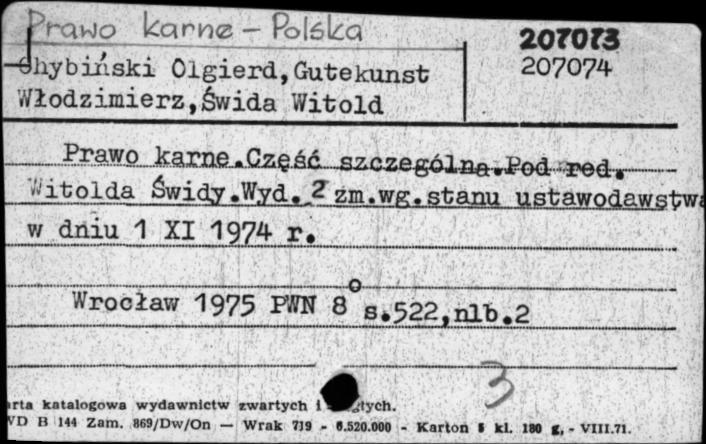 Prawo karne - Polska
207073
207074
Chybiński Olgierd, Gutekunst
Włodzimierz, Świda Witold
Prawo karne. Część szczególna. Pod red.
Witolda Świdy. Wyd. 2 zm. wg. stanu ustawodawstwa
w dniu 1 XI 1974 r.
Wrocław 1975 PWN 8° s. 522, nlb. 2
3
arta katalogowa wydawnictw zwartych i
VD B 144 Zam. 869/Dw/On — Wrak 719 - 6.520.000 - Karton 5 kl. 180 g, - VIII.71.